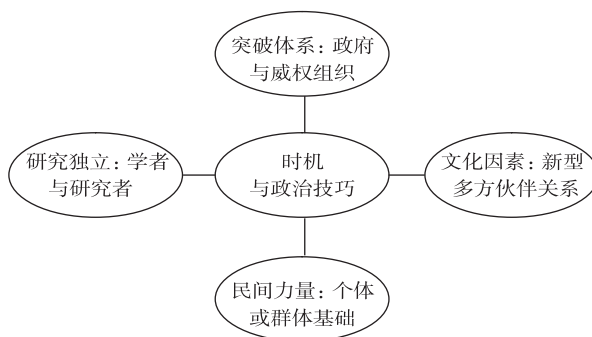 突破体系：政府
与威权组织
研究独立：学者
与研究者
时机
与政治技巧
文化因素：新型
多方伙伴关系
民间力量：个体
或群体基础